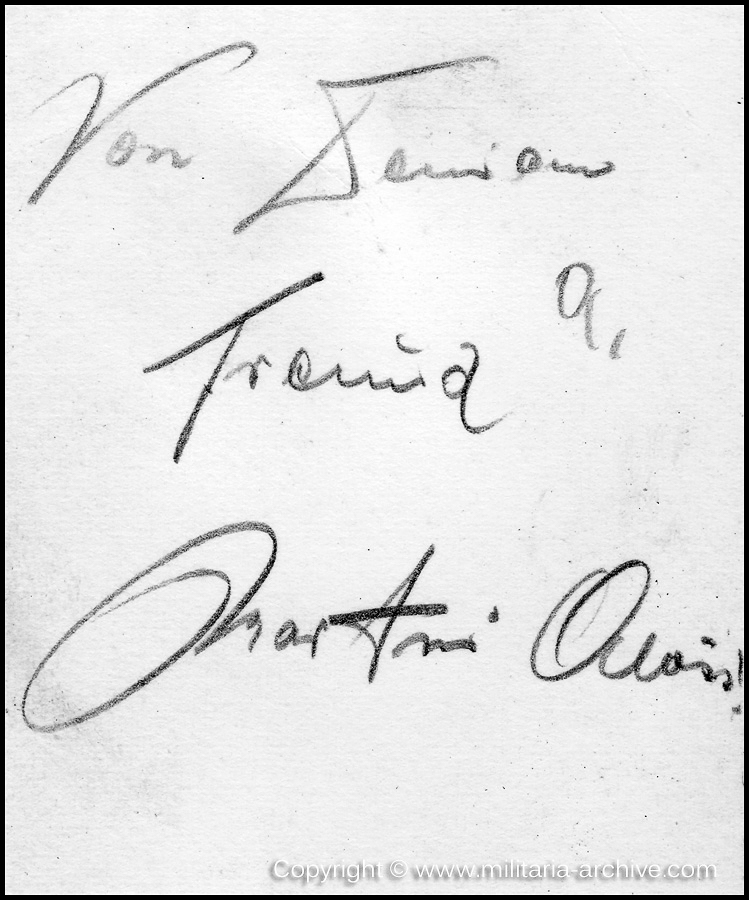 Von Deinem
Freund
Martin Alois!
Copyright © www.militaria-archive.com